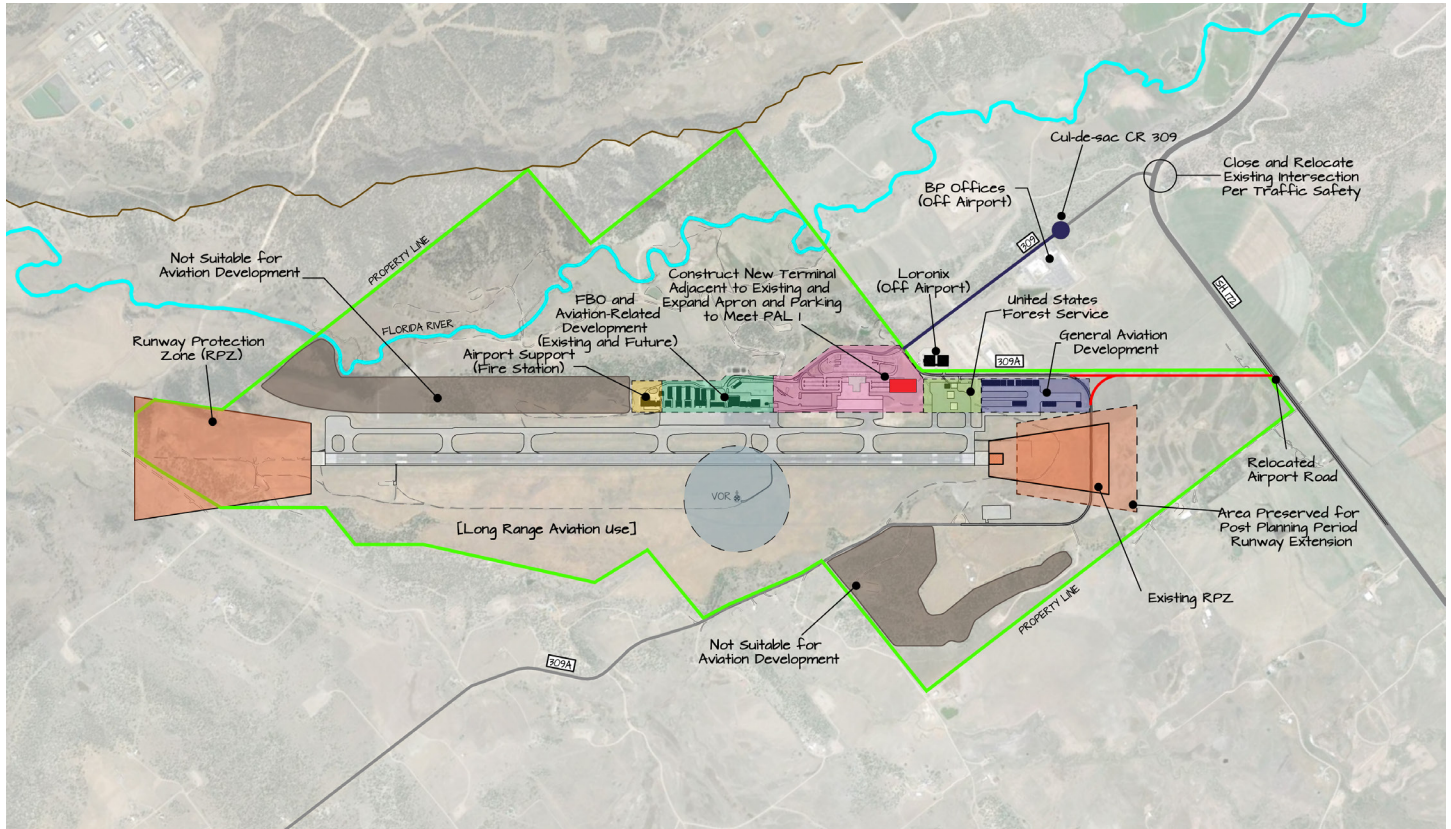 Cul-de-sac CR 309
Close and Relocate
Existing Intersection
Per Traffic Safety
BP Offices
(Off Airport)
309
PROPERTY LINE
Not Suitable for
Aviation Development
Construct New Terminal
Adjacent to Existing and
Expand Apron and Parking
to Meet PAL 1
Loronix
(Off Airport)
SH 172
FBO and
Aviation-Related
Development
(Existing and Future)
United States
Forest Service
FLORIDA RIVER
Runway Protection
Zone (RPZ)
Airport Support
(Fire Station)
309A
General Aviation
Development
Relocated
Airport Road
VOR
Area Preserved for
Post Planning Period
Runway Extension
[Long Range Aviation Use]
Existing RPZ
PROPERTY LINE
Not Suitable for
Aviation Development
309A